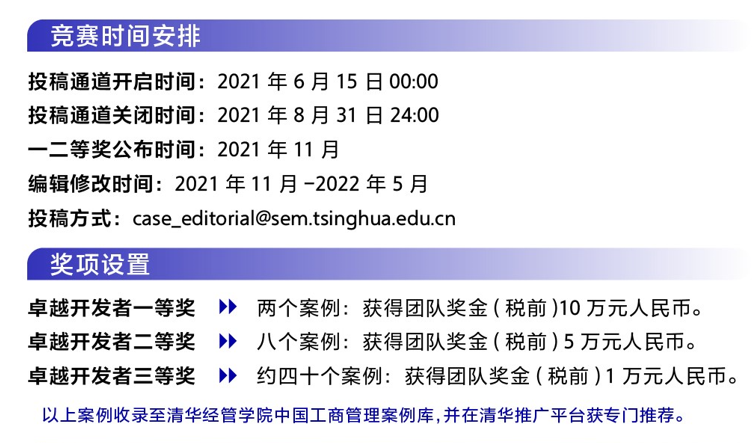 竞赛时间安排
投稿通道开启时间：2021 年 6 月 15 日 00:00
投稿通道关闭时间：2021 年 8 月 31 日 24:00
一二等奖公布时间：2021 年 11 月
编辑修改时间：2021 年 11 月 –2022 年 5 月
投稿方式：case_editorial@sem.tsinghua.edu.cn
奖项设置
卓越开发者一等奖 两个案例：获得团队奖金 ( 税前 )10 万元人民币。
卓越开发者二等奖 八个案例：获得团队奖金 ( 税前 ) 5 万元人民币。
卓越开发者三等奖 约四十个案例：获得团队奖金 ( 税前 ) 1 万元人民币。
以上案例收录至清华经管学院中国工商管理案例库，并在清华推广平台获专门推荐。